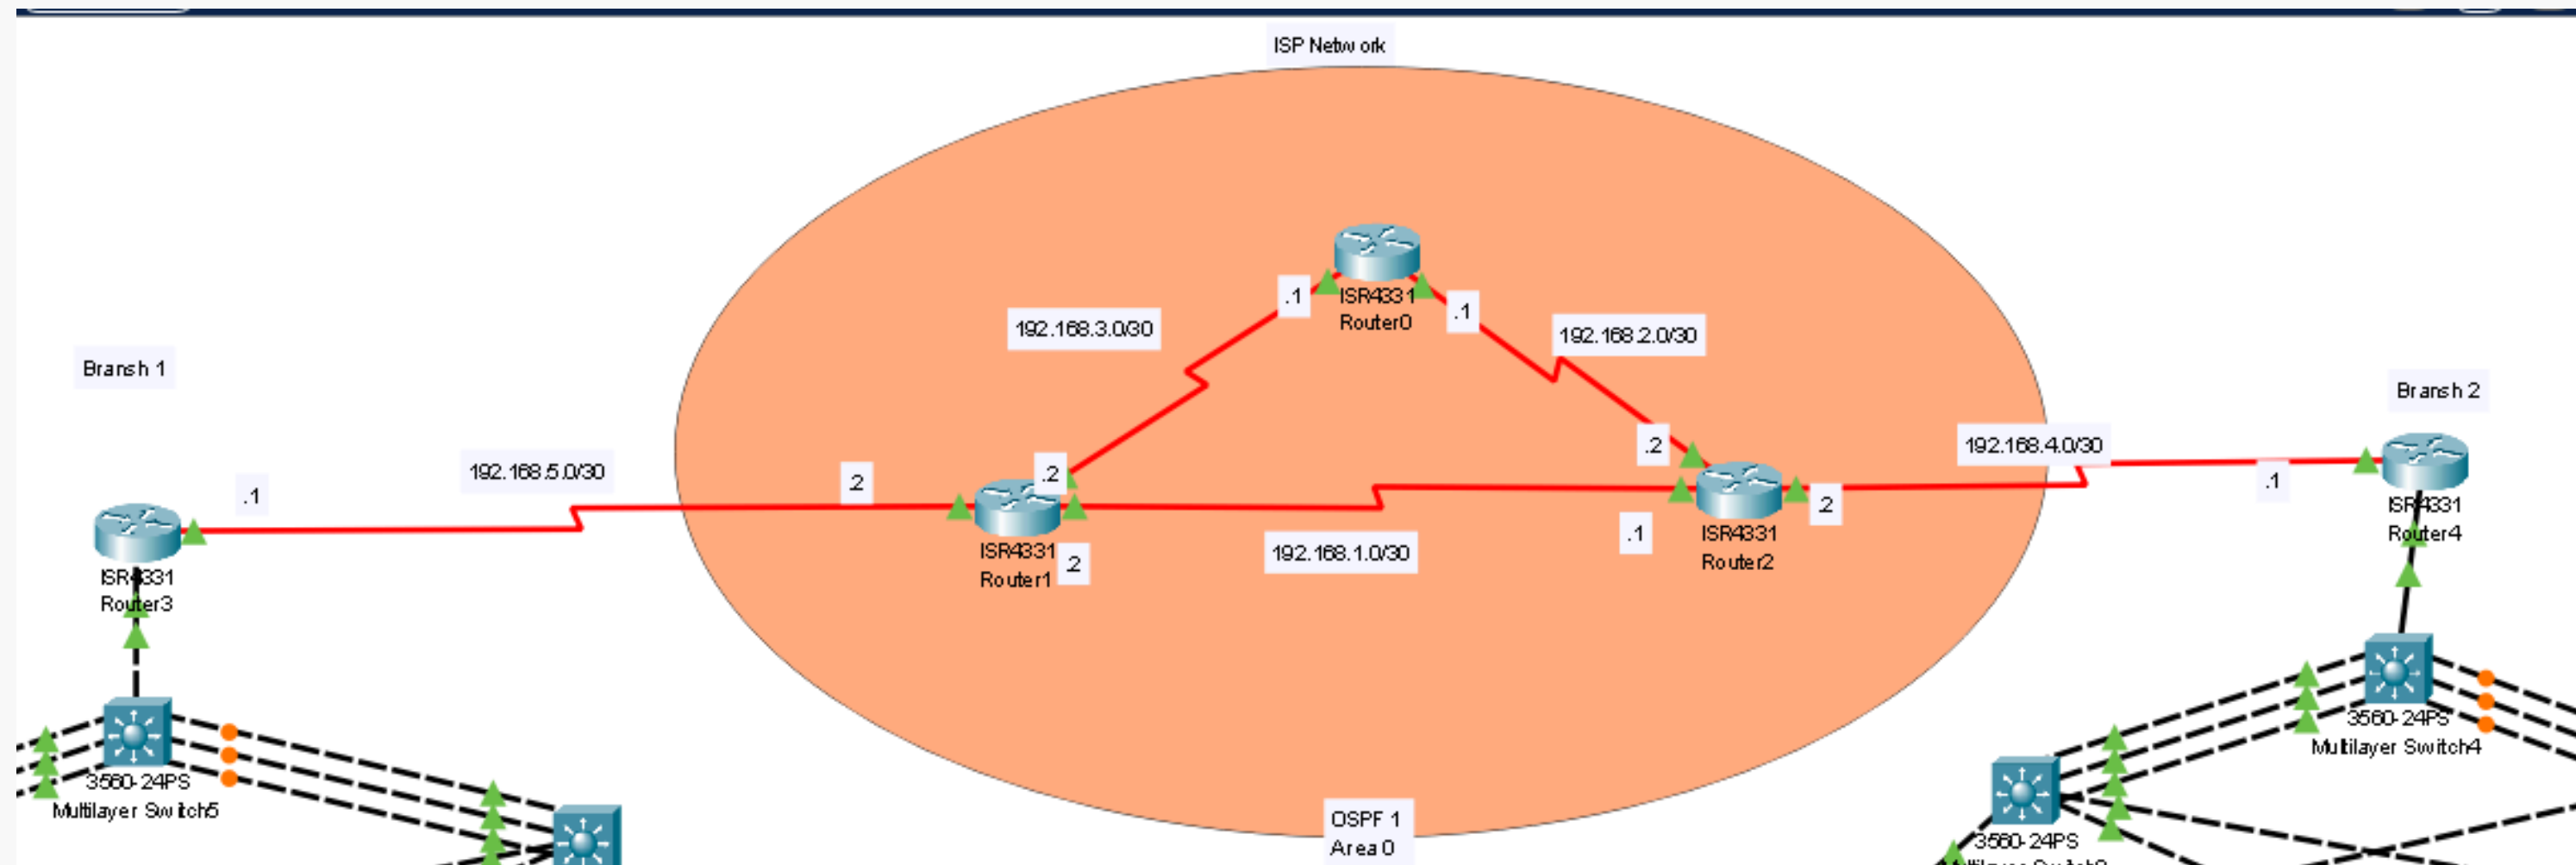 ISP Network
.1
ISR4331
Router0
.1
192.168.3.0/30
192.168.2.0/30
Bransh 1
Bransh 2
.1
192.168.5.0/30
.2
.2
.2
192.168.4.0/30
.1
.2
ISR4331
Router3
ISR4331
Router1
.2
192.168.1.0/30
.1
ISR4331
Router2
ISR4331
Router4
3560-24PS
Multilayer Switch5
3560-24PS
Multilayer Switch4
OSPF 1
Area 0
3560-24PS